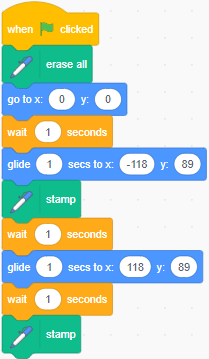 when clicked
erase all
go to x: 0 y: 0
wait 1 seconds
glide 1 secs to x: -118 y: 89
stamp
wait 1 seconds
glide 1 secs to x: 118 y: 89
wait 1 seconds
stamp